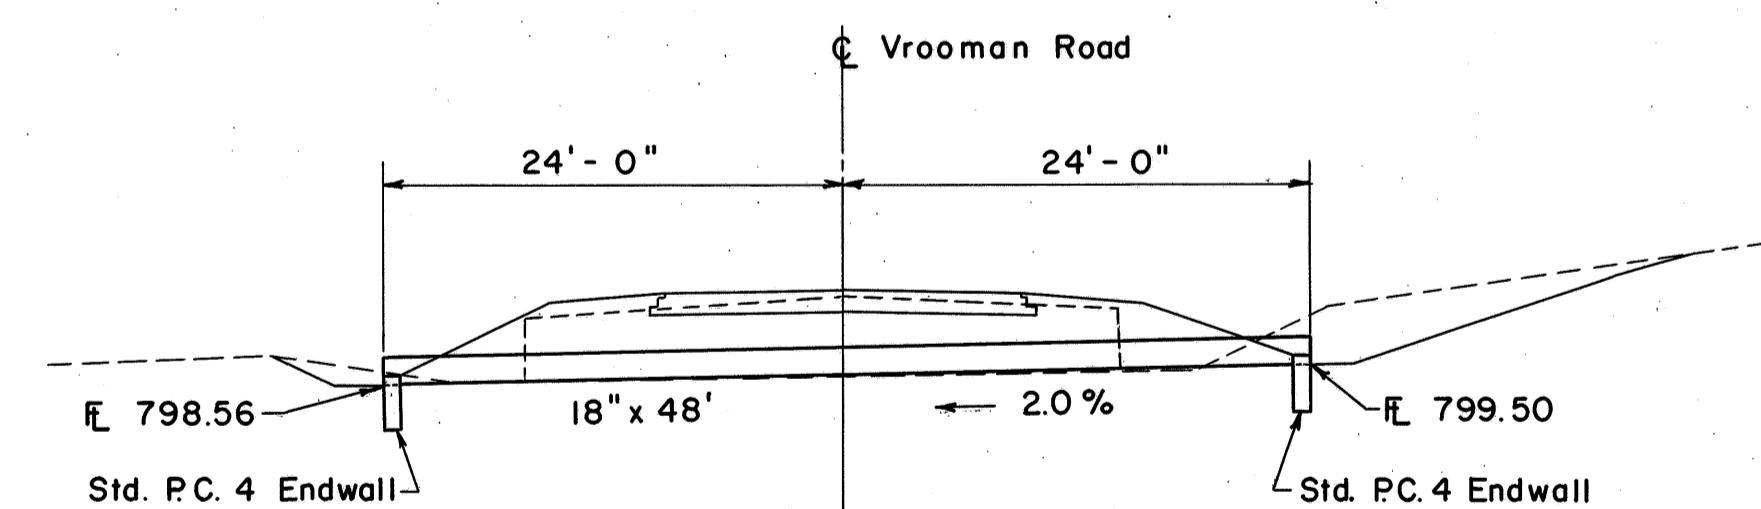 ℄ Vrooman Road
24'-0"
24'-0"
FL 798.56
18" x 48'
2.0%
FL 799.50
Std. P.C. 4 Endwall
Std. P.C. 4 Endwall